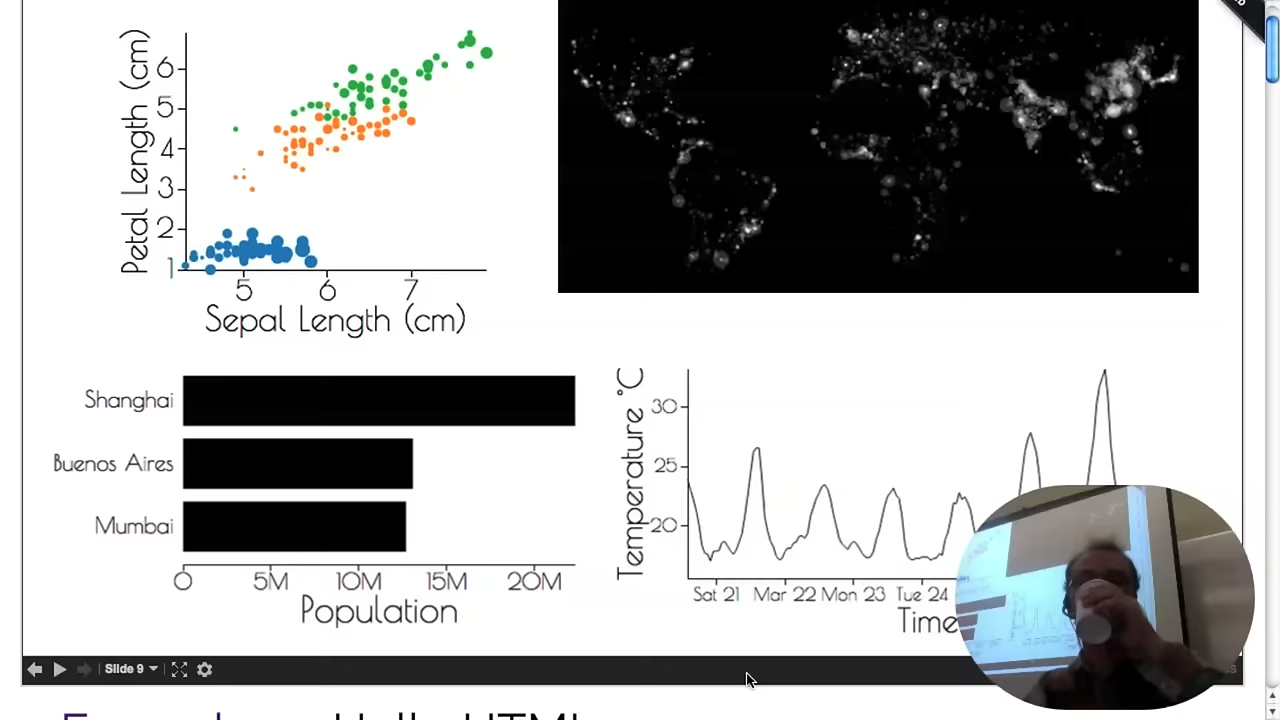 Petal Length (cm)
6
5
4
3
2
1
5 6 7
Sepal Length (cm)
Shanghai
Buenos Aires
Mumbai
0 5M 10M 15M 20M
Population
Temperature °C
30
25
20
Sat 21 Mar 22 Mon 23 Tue 24
Time
Slide 9